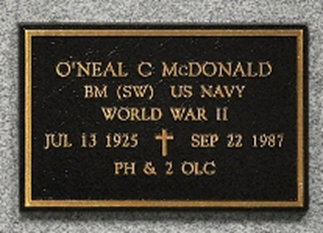 O'NEAL C McDONALD
BM (SW) US NAVY
WORLD WAR II
JUL 13 1925 SEP 22 1987
PH & 2 OLC